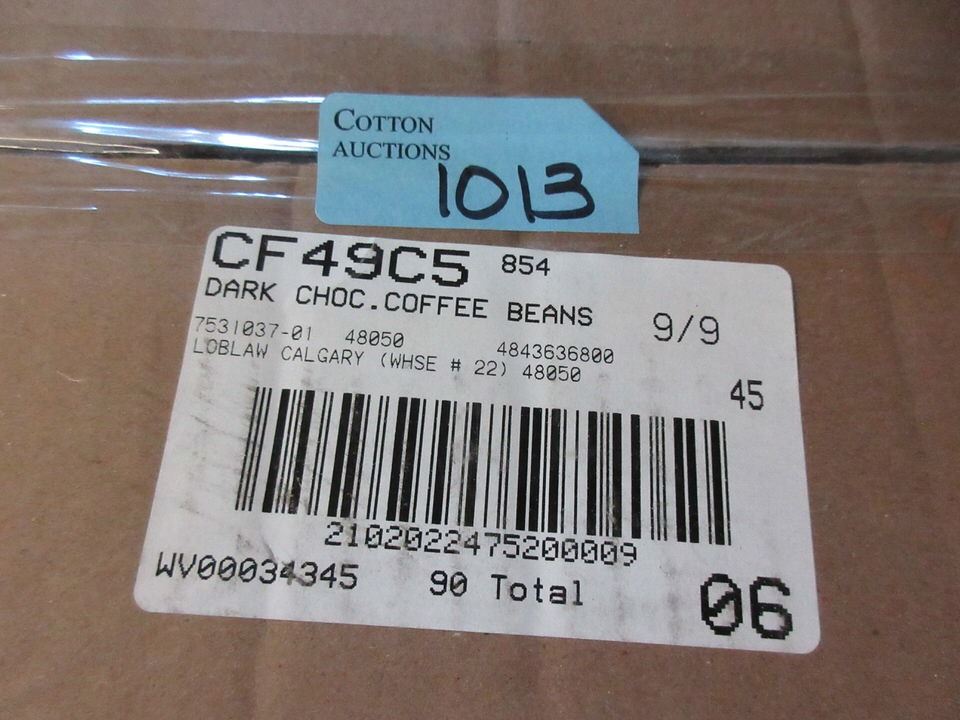 COTTON
AUCTIONS
1013
CF49C5 854
DARK CHOC.COFFEE BEANS 9/9
7531037-01 48050 4843636800
LOBLAW CALGARY (WHSE # 22) 48050
45
21020224752000009
WV00034345 90 Total 06